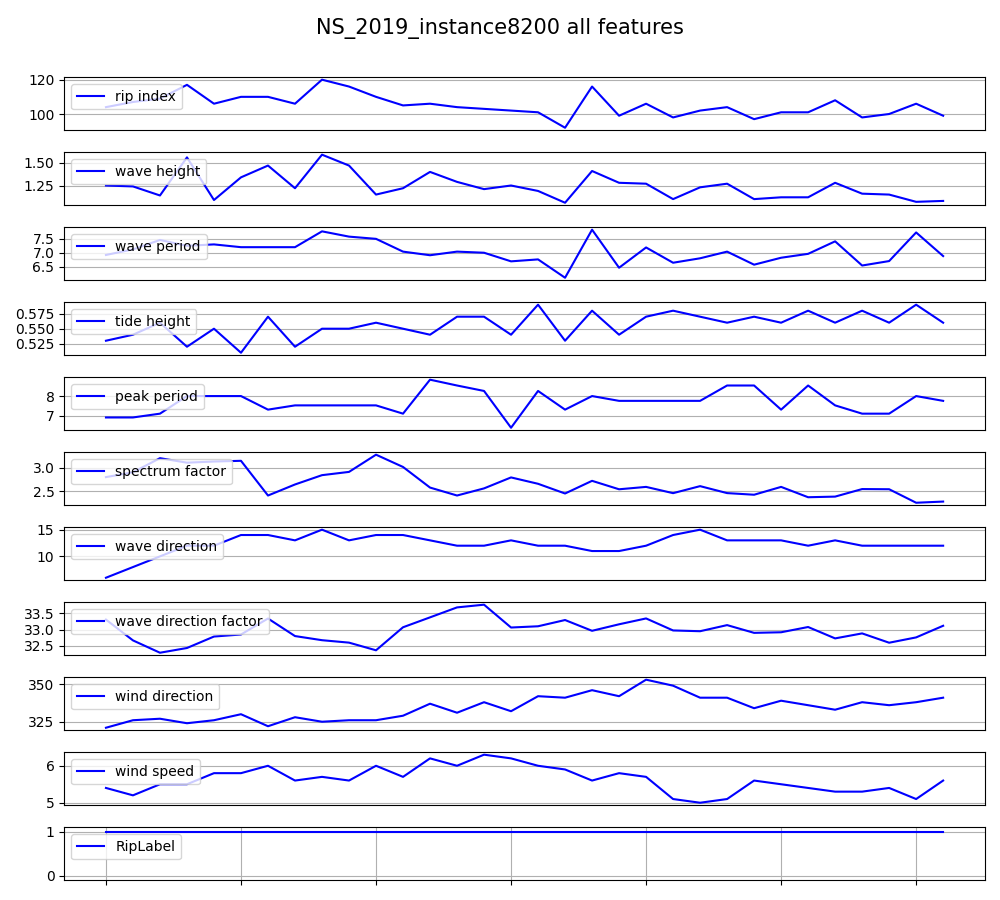 NS_2019_instance8200 all features
120
100
rip index
1.50
1.25
wave height
7.5
7.0
6.5
wave period
0.575
0.550
0.525
tide height
8
7
peak period
3.0
2.5
spectrum factor
15
10
wave direction
33.5
33.0
32.5
wave direction factor
350
325
wind direction
6
5
wind speed
1
0
RipLabel